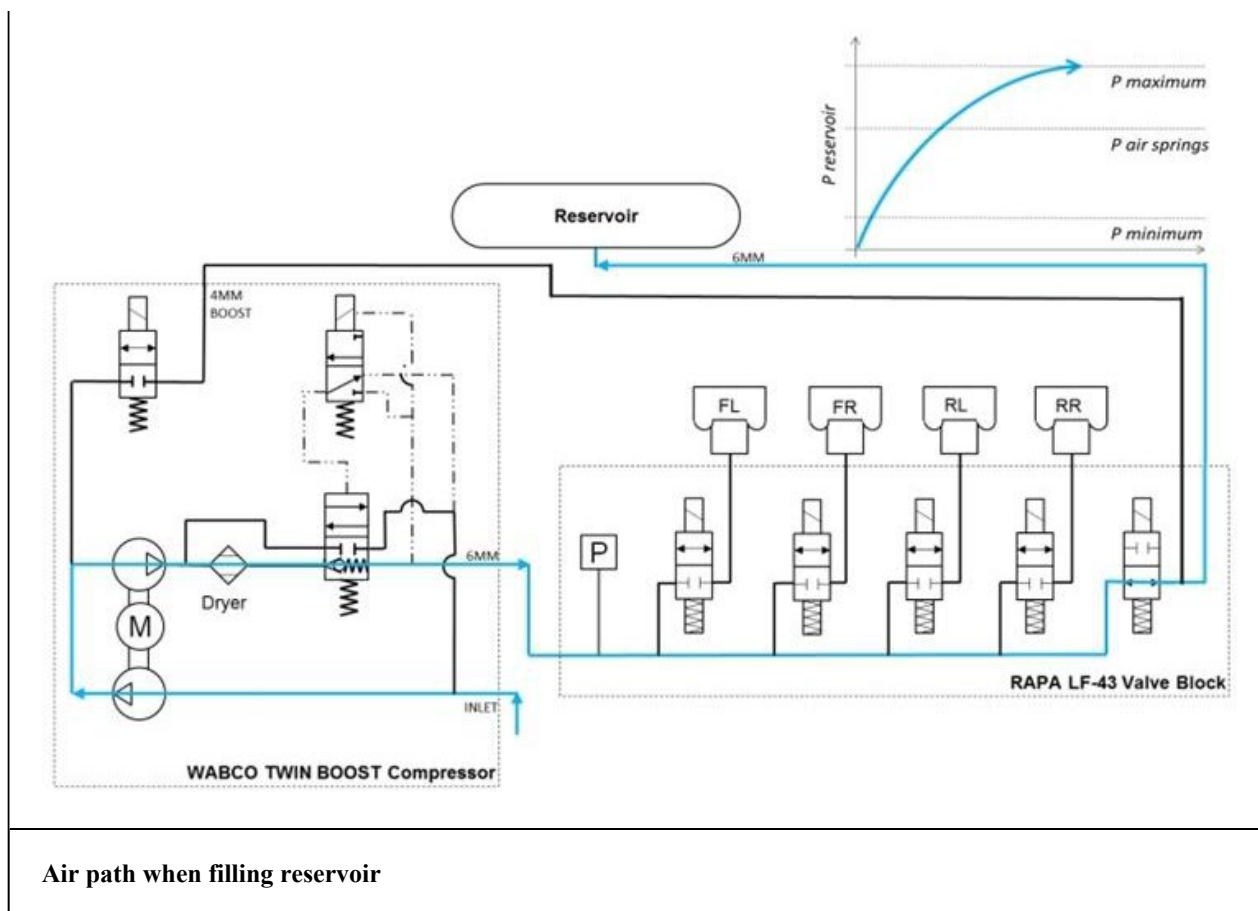 P reservoir
P maximum
P air springs
P minimum
Reservoir
6MM
4MM
BOOST
FL
FR
RL
RR
6MM
P
Dryer
M
INLET
RAPA LF-43 Valve Block
WABCO TWIN BOOST Compressor
Air path when filling reservoir